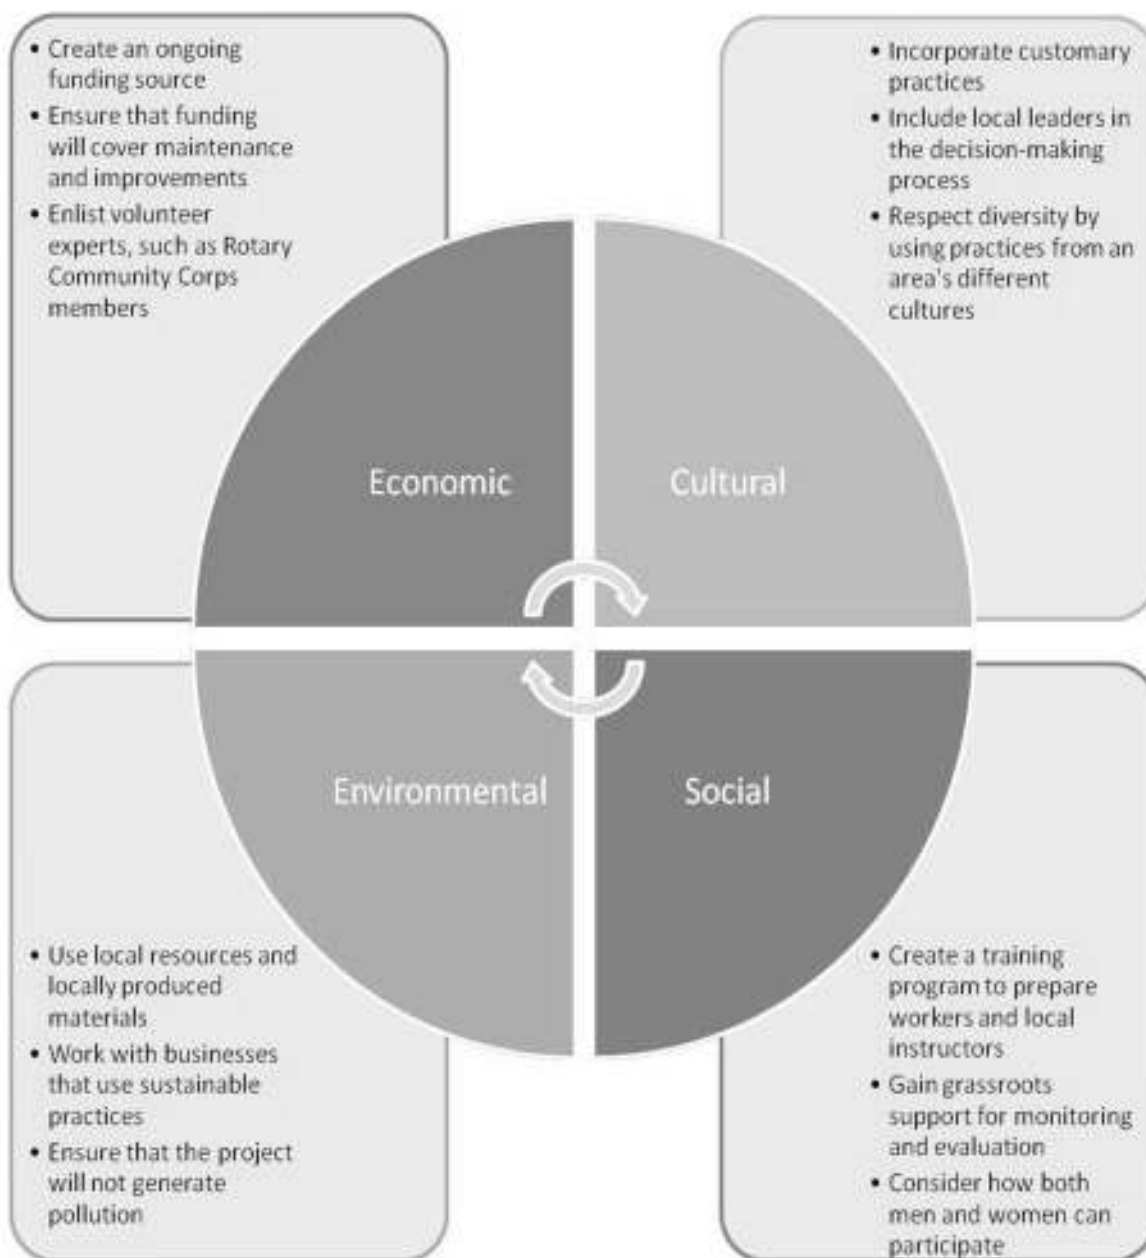 • Create an ongoing
funding source
• Ensure that funding
will cover maintenance
and improvements
• Enlist volunteer
experts, such as Rotary
Community Corps
members
• Incorporate customary
practices
• Include local leaders in
the decision-making
process
• Respect diversity by
using practices from an
area's different
cultures
Economic
Cultural
Environmental
Social
• Use local resources and
locally produced
materials
• Work with businesses
that use sustainable
practices
• Ensure that the project
will not generate
pollution
• Create a training
program to prepare
workers and local
instructors
• Gain grassroots
support for monitoring
and evaluation
• Consider how both
men and women can
participate